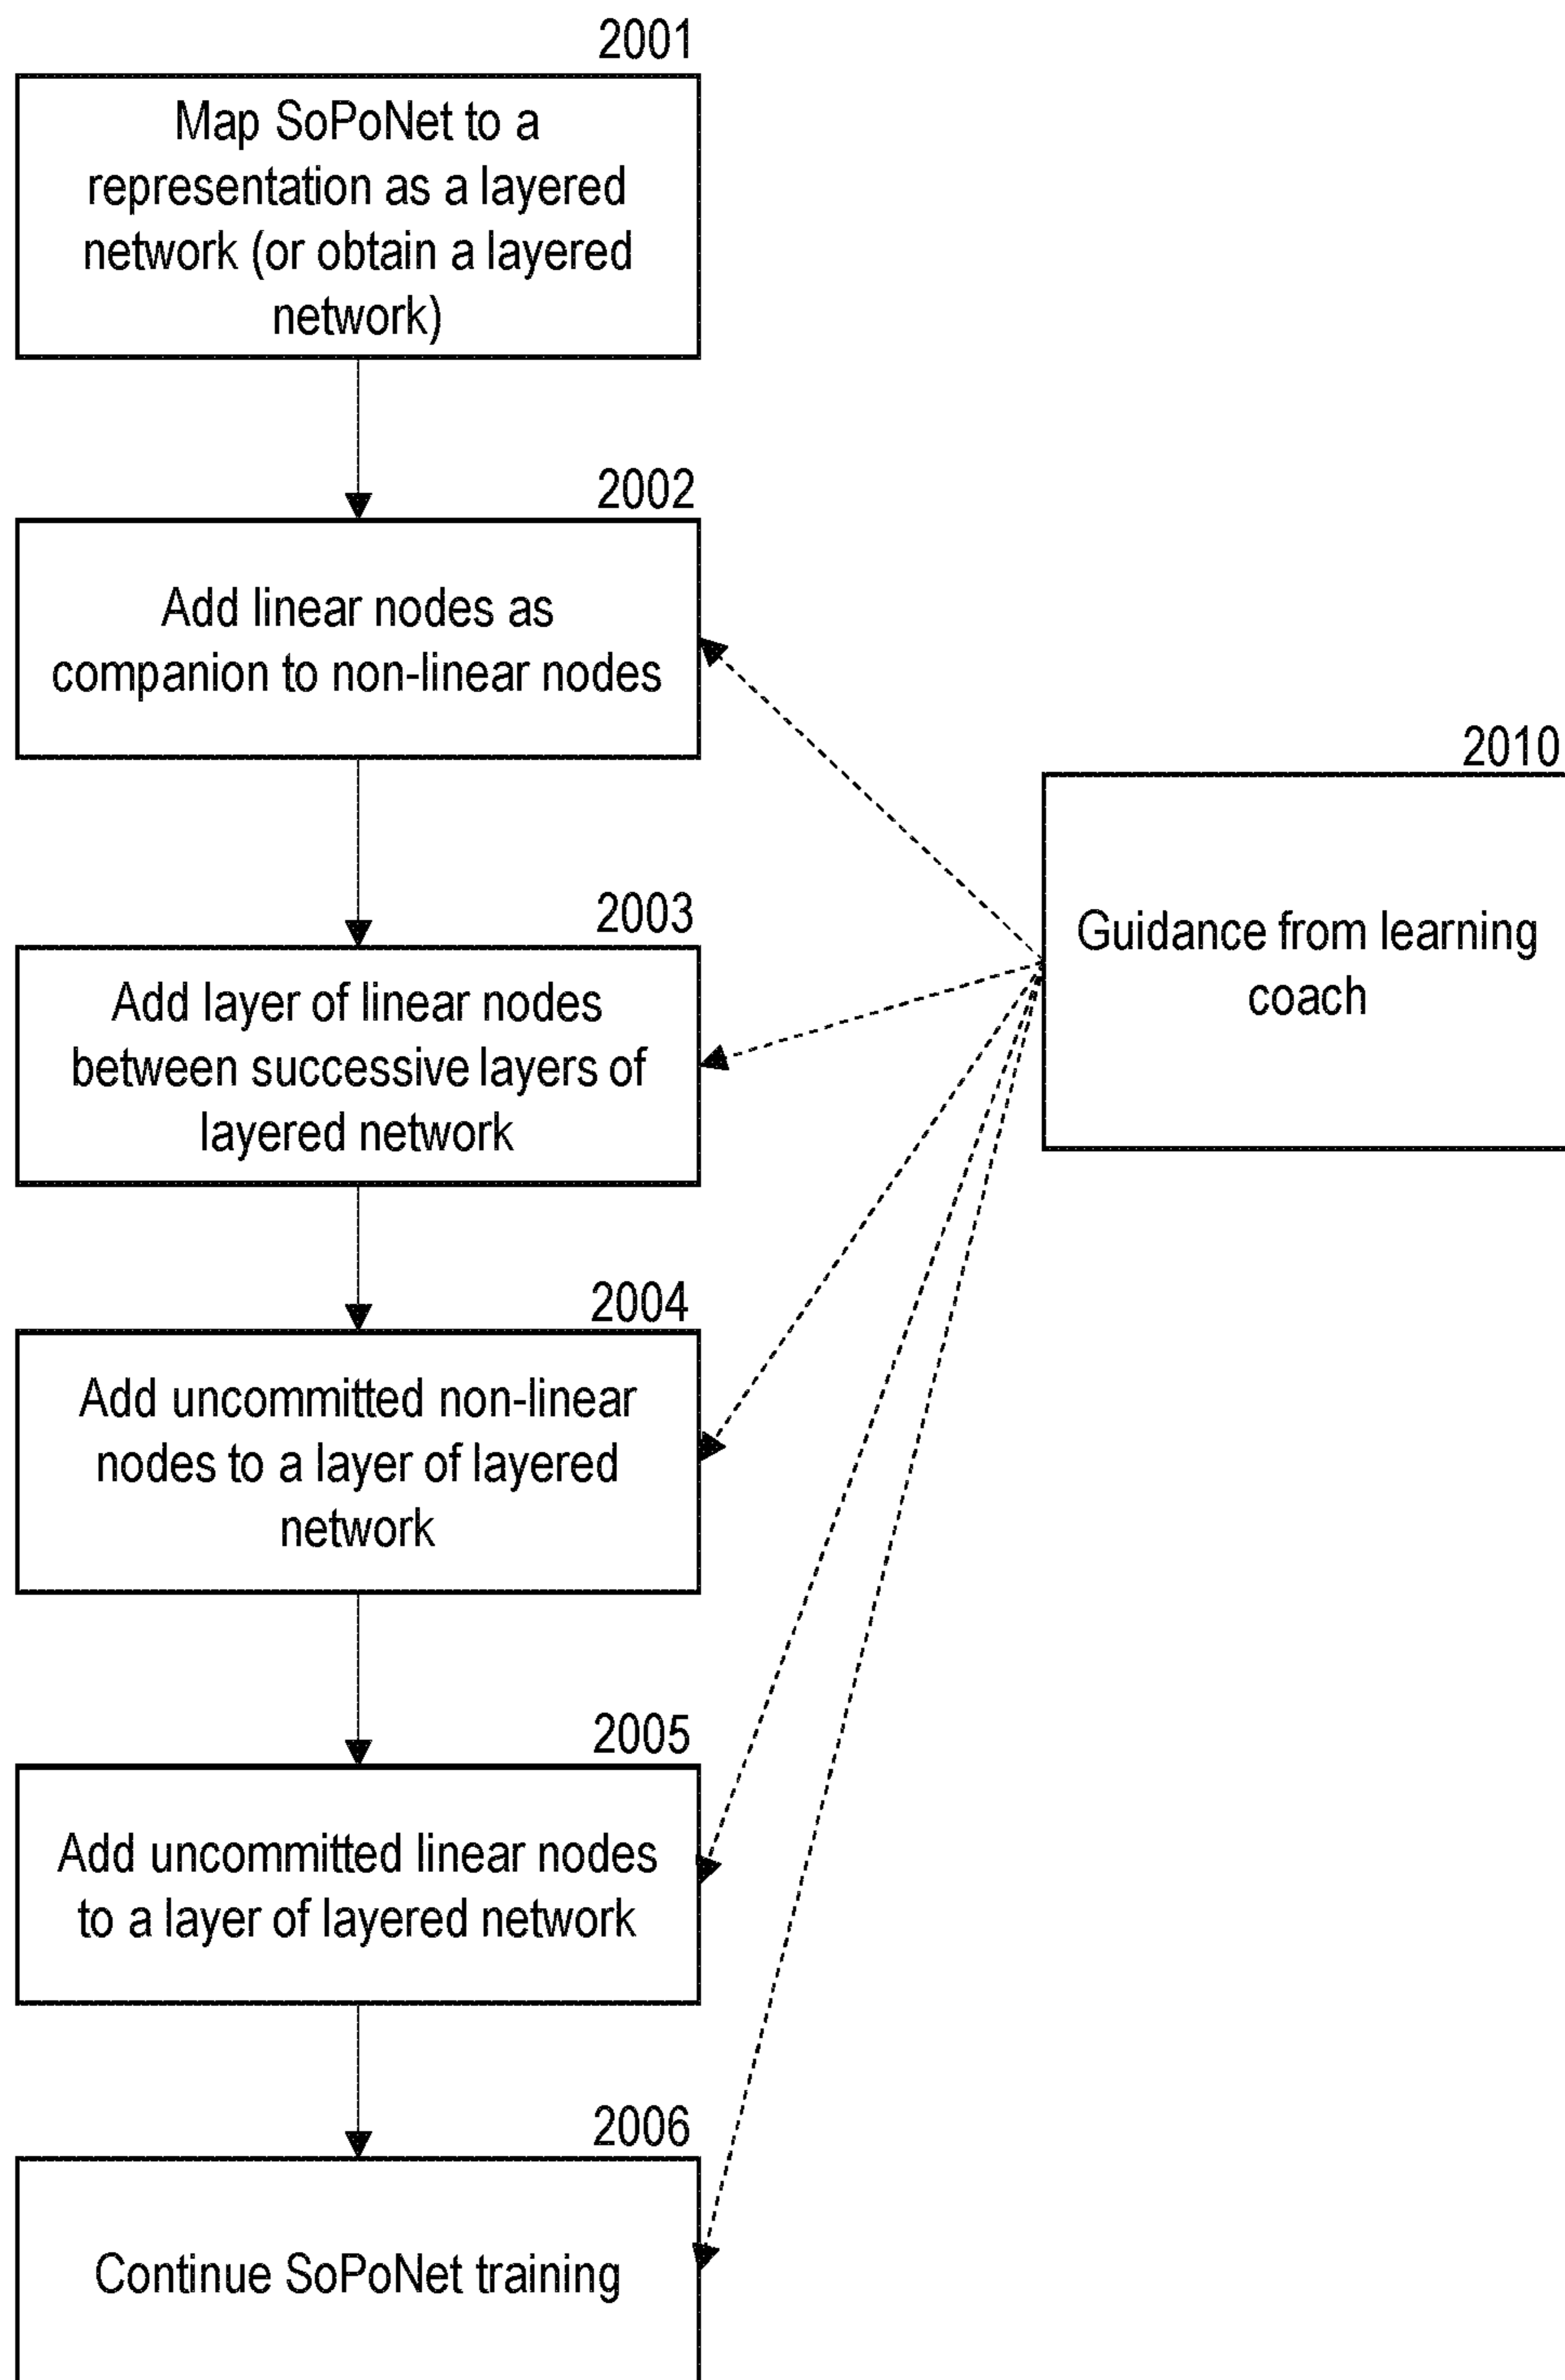 2001
Map SoPoNet to a
representation as a layered
network (or obtain a layered
network)
2002
Add linear nodes as
companion to non-linear nodes
2010
Guidance from learning
coach
2003
Add layer of linear nodes
between successive layers of
layered network
2004
Add uncommitted non-linear
nodes to a layer of layered
network
2005
Add uncommitted linear nodes
to a layer of layered network
2006
Continue SoPoNet training